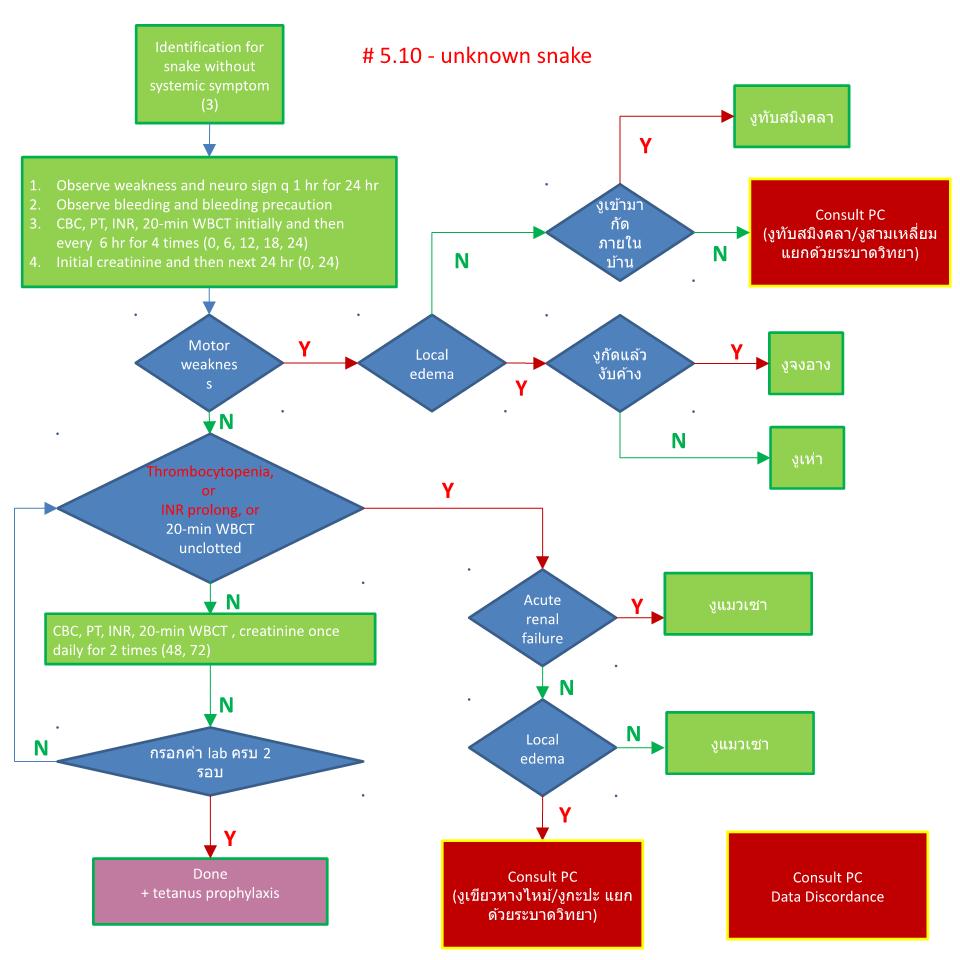 # 5.10 - unknown snake
Identification for
snake without
systemic symptom
(3)
1. Observe weakness and neuro sign q 1 hr for 24 hr
2. Observe bleeding and bleeding precaution
3. CBC, PT, INR, 20-min WBCT initially and then
every 6 hr for 4 times (0, 6, 12, 18, 24)
4. Initial creatinine and then next 24 hr (0, 24)
Motor
weaknes
s
Y
N
Local
edema
N
Y
งูเข้ามา
กัด
ภายใน
บ้าน
Y
N
งูทับสมิงคลา
Consult PC
(งูทับสมิงคลา/งูสามเหลี่ยม
แยกด้วยระบาดวิทยา)
งูกัดแล้ว
งับค้าง
Y
N
งูจงอาง
งูเห่า
Thrombocytopenia,
or
INR prolong, or
20-min WBCT
unclotted
Y
N
CBC, PT, INR, 20-min WBCT , creatinine once
daily for 2 times (48, 72)
N
กรอกค่า lab ครบ 2
รอบ
N
Y
Done
+ tetanus prophylaxis
Acute
renal
failure
Y
N
งูแมวเซา
Local
edema
N
Y
งูแมวเซา
Consult PC
(งูเขียวหางไหม้/งูกะปะ แยก
ด้วยระบาดวิทยา)
Consult PC
Data Discordance